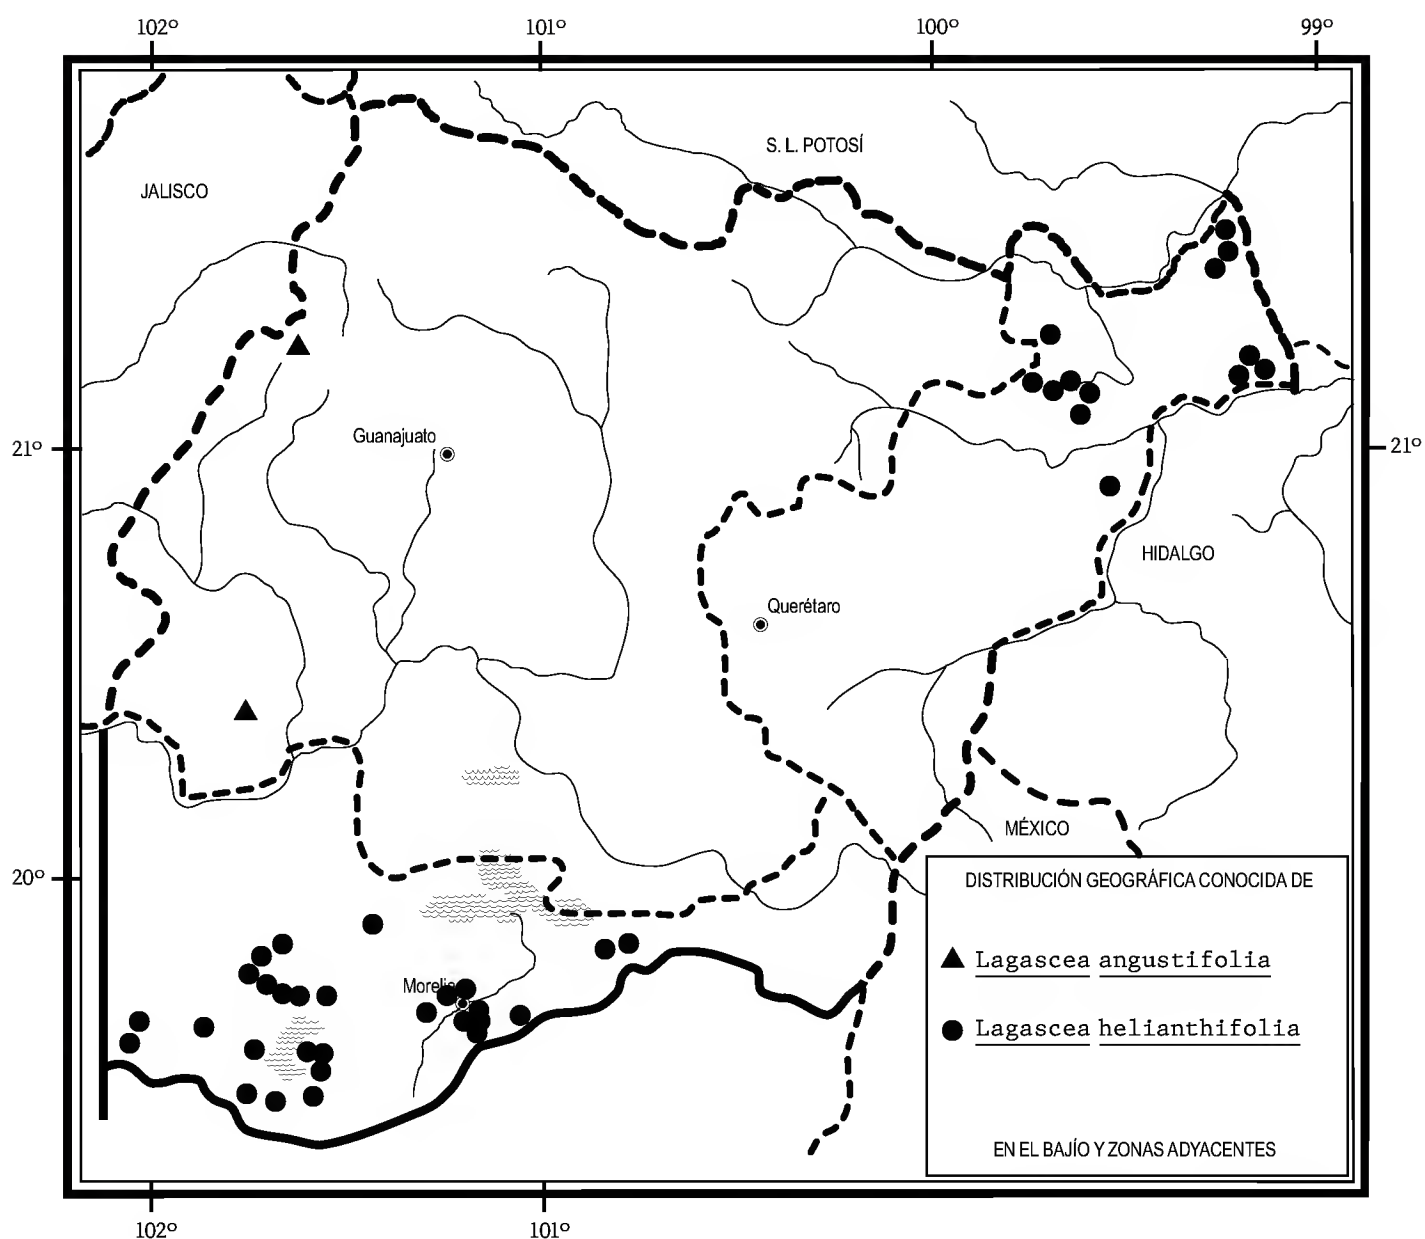 102° 101° 100° 99°
S. L. POTOSÍ
JALISCO
Guanajuato
21° 21°
HIDALGO
Querétaro
MÉXICO
20°
DISTRIBUCIÓN GEOGRÁFICA CONOCIDA DE
Lagascea angustifolia
Morelia
Lagascea helianthifolia
EN EL BAJÍO Y ZONAS ADYACENTES
102° 101°